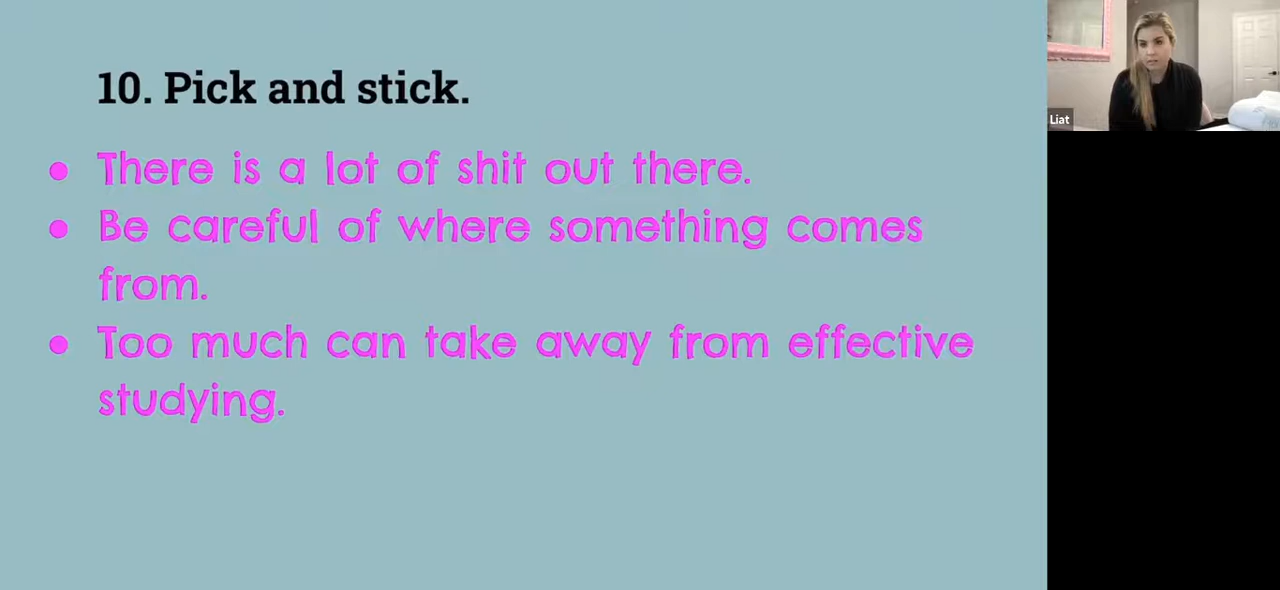 10. Pick and stick.
● There is a lot of shit out there.
● Be careful of where something comes
from.
● Too much can take away from effective
studying.
Liat